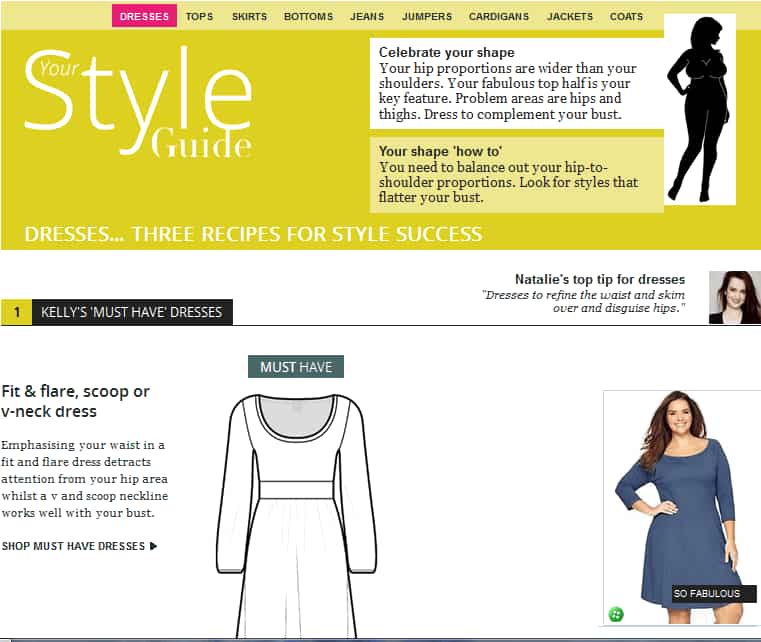 DRESSES TOPS SKIRTS BOTTOMS JEANS JUMPERS CARDIGANS JACKETS COATS
Your
Style
Guide
Celebrate your shape
Your hip proportions are wider than your
shoulders. Your fabulous top half is your
key feature. Problem areas are hips and
thighs. Dress to complement your bust.
Your shape 'how to'
You need to balance out your hip-to-
shoulder proportions. Look for styles that
flatter your bust.
DRESSES... THREE RECIPES FOR STYLE SUCCESS
Natalie's top tip for dresses
"Dresses to refine the waist and skim
over and disguise hips."
1 KELLY'S 'MUST HAVE' DRESSES
MUST HAVE
Fit & flare, scoop or
v-neck dress
Emphasising your waist in a
fit and flare dress detracts
attention from your hip area
whilst a v and scoop neckline
works well with your bust.
SHOP MUST HAVE DRESSES
SO FABULOUS